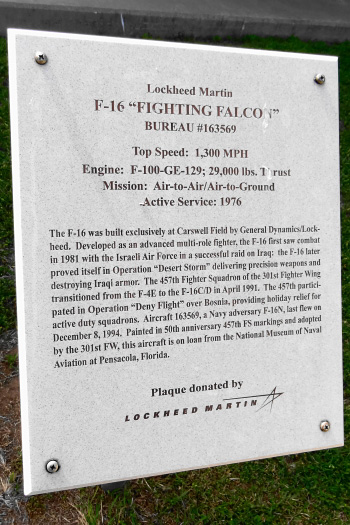 Lockheed Martin
F-16 “FIGHTING FALCON”
BUREAU #163569
Top Speed: 1,300 MPH
Engine: F-100-GE-129; 29,000 lbs. Thrust
Mission: Air-to-Air/Air-to-Ground
Active Service: 1976
The F-16 was built exclusively at Carswell Field by General Dynamics/Lock-
heed. Developed as an advanced multi-role fighter, the F-16 first saw combat
in 1981 with the Israeli Air Force in a successful raid on Iraq: the F-16 later
proved itself in Operation “Desert Storm” delivering precision weapons and
destroying Iraqi armor. The 457th Fighter Squadron of the 301st Fighter Wing
transitioned from the F-4E to the F-16C/D in April 1991. The 457th partici-
pated in Operation “Deny Flight” over Bosnia, providing holiday relief for
active duty squadrons. Aircraft 163569, a Navy adversary F-16N, last flew on
December 8, 1994. Painted in 50th anniversary 457th FS markings and adopted
by the 301st FW, this aircraft is on loan from the National Museum of Naval
Aviation at Pensacola, Florida.
Plaque donated by
LOCKHEED MARTIN